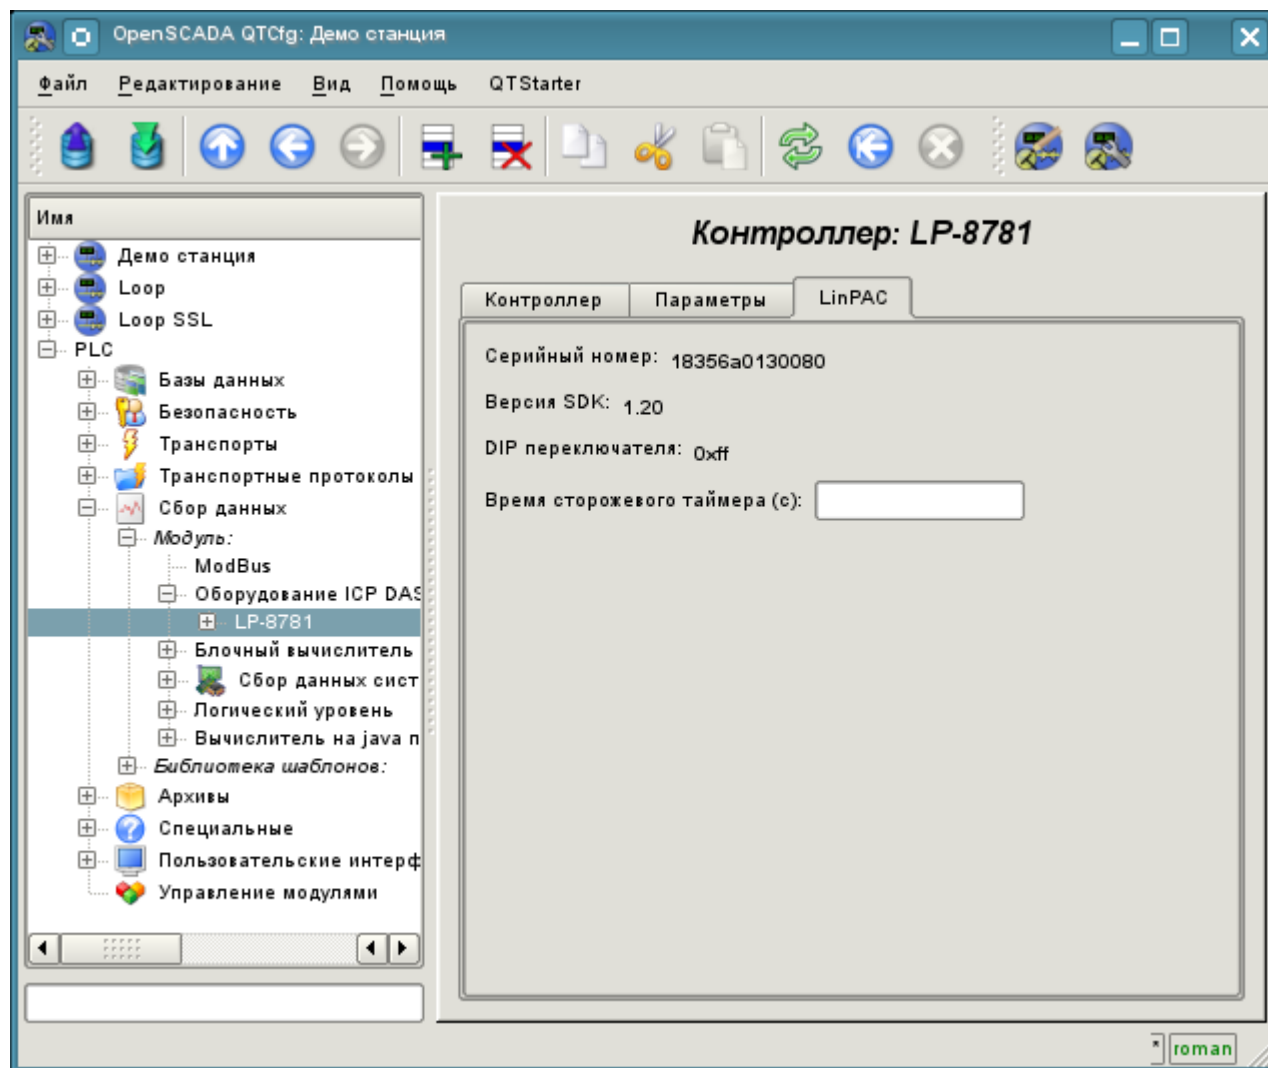 OpenSCADA QTCfg: Демо станция
Файл Редактирование Вид Помощь QTStarter
Имя
Демо станция
Loop
Loop SSL
PLC
Базы данных
Безопасность
Транспорты
Транспортные протоколы
Сбор данных
Модуль:
ModBus
Оборудование ICP DAS
LP-8781
Блочный вычислитель
Сбор данных сист
Логический уровень
Вычислитель на java п
Библиотека шаблонов:
Архивы
Специальные
Пользовательские интерф
Управление модулями
Контроллер: LP-8781
Контроллер Параметры LinPAC
Серийный номер: 18356a0130080
Версия SDK: 1.20
DIP переключателя: 0xff
Время сторожевого таймера (с):
* roman